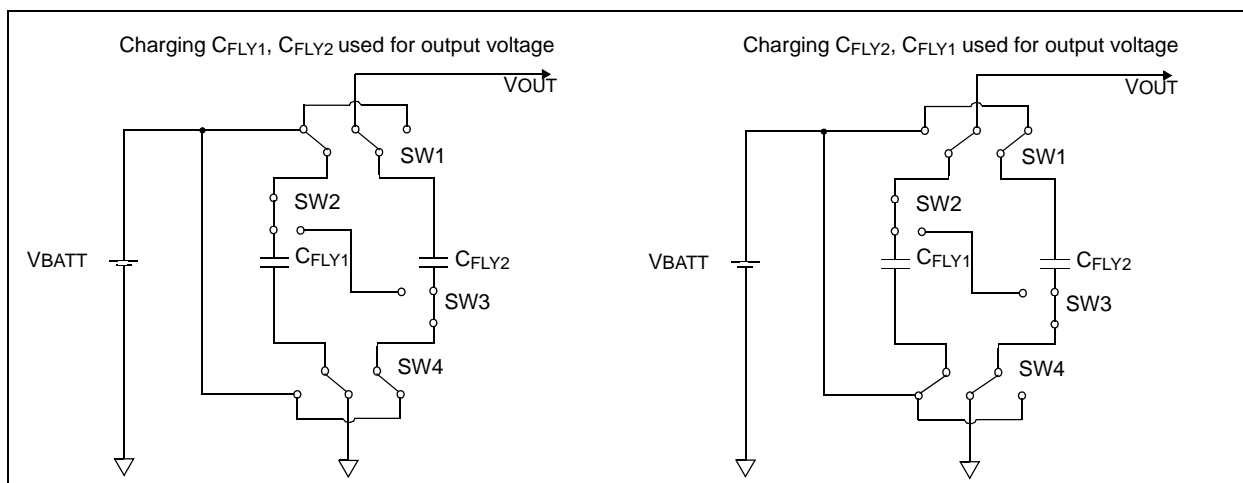 Charging CFLY1, CFLY2 used for output voltage
VOUT
SW1
SW2
CFLY1
CFLY2
VBATT
SW3
SW4
Charging CFLY2, CFLY1 used for output voltage
VOUT
SW1
SW2
CFLY1
CFLY2
VBATT
SW3
SW4